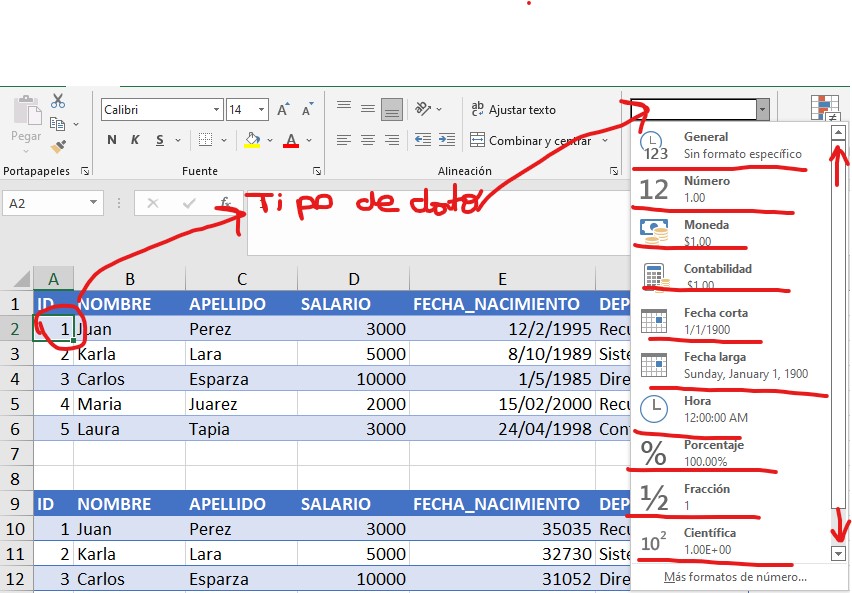 Pegar
Calibri 14 A A
N K S A
ab Ajustar texto
Combinar y centrar
Portapapeles Fuente Alineación
A2 fx 1
Tipo de dato
General
123 Sin formato específico
12 Número
1.00
Moneda
$1.00
Contabilidad
$1.00
Fecha corta
1/1/1900
Fecha larga
Sunday, January 1, 1900
Hora
12:00:00 AM
% Porcentaje
100.00%
½ Fracción
1
10² Científica
1.00E+00
Más formatos de número...
A B C D E
1 ID NOMBRE APELLIDO SALARIO FECHA_NACIMIENTO DEP
2 1 Juan Perez 3000 12/2/1995 Recu
3 2 Karla Lara 5000 8/10/1989 Siste
4 3 Carlos Esparza 10000 1/5/1985 Dire
5 4 Maria Juarez 2000 15/02/2000 Recu
6 5 Laura Tapia 3000 24/04/1998 Con
7
8
9 ID NOMBRE APELLIDO SALARIO FECHA_NACIMIENTO DEP
10 1 Juan Perez 3000 35035 Recu
11 2 Karla Lara 5000 32730 Siste
12 3 Carlos Esparza 10000 31052 Dire